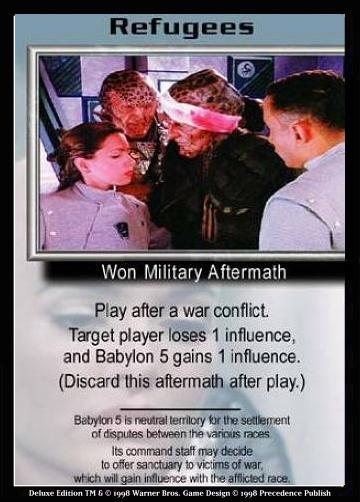 Refugees
Won Military Aftermath
Play after a war conflict.
Target player loses 1 influence,
and Babylon 5 gains 1 influence.
(Discard this aftermath after play.)
Babylon 5 is neutral territory for the settlement
of disputes between the various races.
Its command staff may decide
to offer sanctuary to victims of war,
which will gain influence with the afflicted race.
Deluxe Edition TM & © 1998 Warner Bros. Game Design © 1998 Precedence Publish